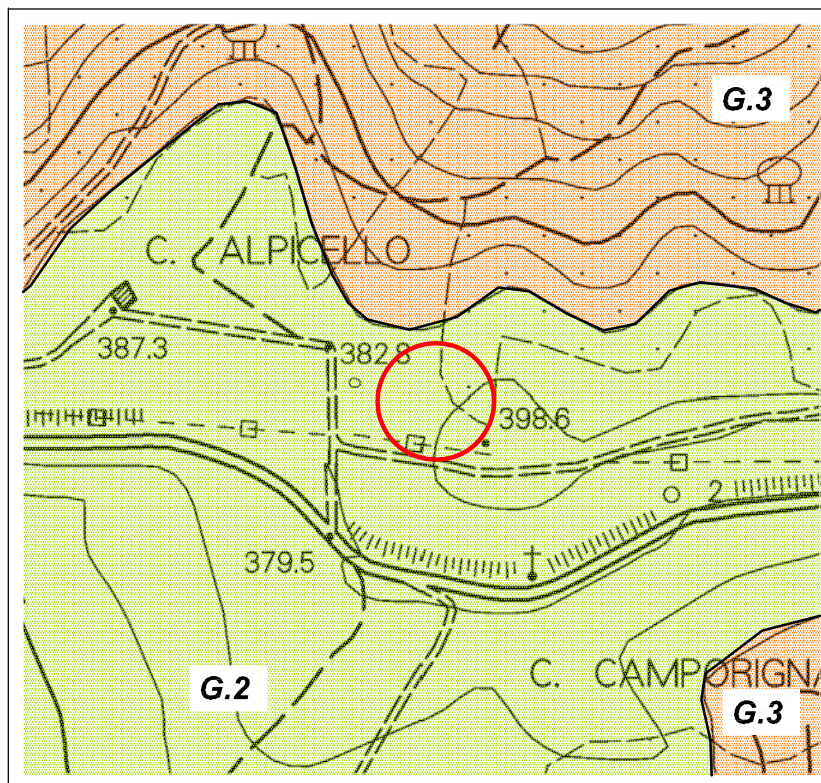 G.3
C. ALPICELLO
387.3
382.8
398.6
2
379.5
G.2
C. CAMPORIGNA
G.3